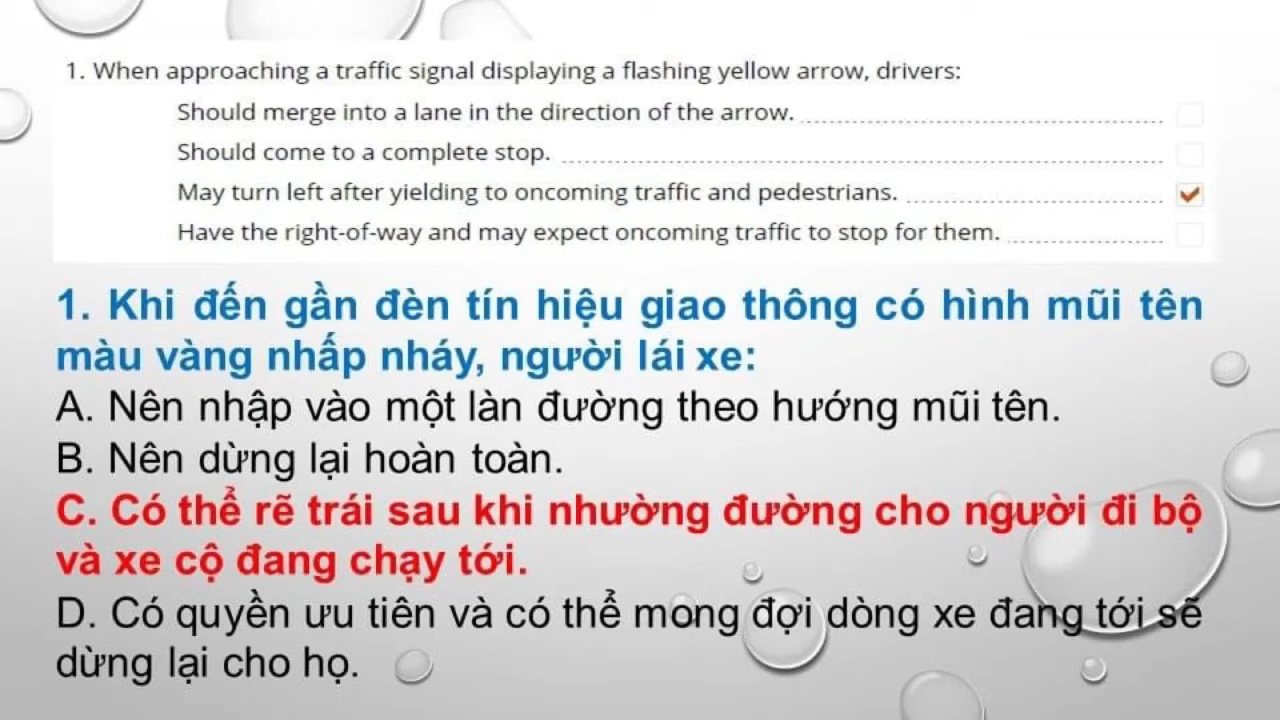 1. When approaching a traffic signal displaying a flashing yellow arrow, drivers:
Should merge into a lane in the direction of the arrow.
Should come to a complete stop.
May turn left after yielding to oncoming traffic and pedestrians.
Have the right-of-way and may expect oncoming traffic to stop for them.
1. Khi đến gần đèn tín hiệu giao thông có hình mũi tên
màu vàng nhấp nháy, người lái xe:
A. Nên nhập vào một làn đường theo hướng mũi tên.
B. Nên dừng lại hoàn toàn.
C. Có thể rẽ trái sau khi nhường đường cho người đi bộ
và xe cộ đang chạy tới.
D. Có quyền ưu tiên và có thể mong đợi dòng xe đang tới sẽ
dừng lại cho họ.